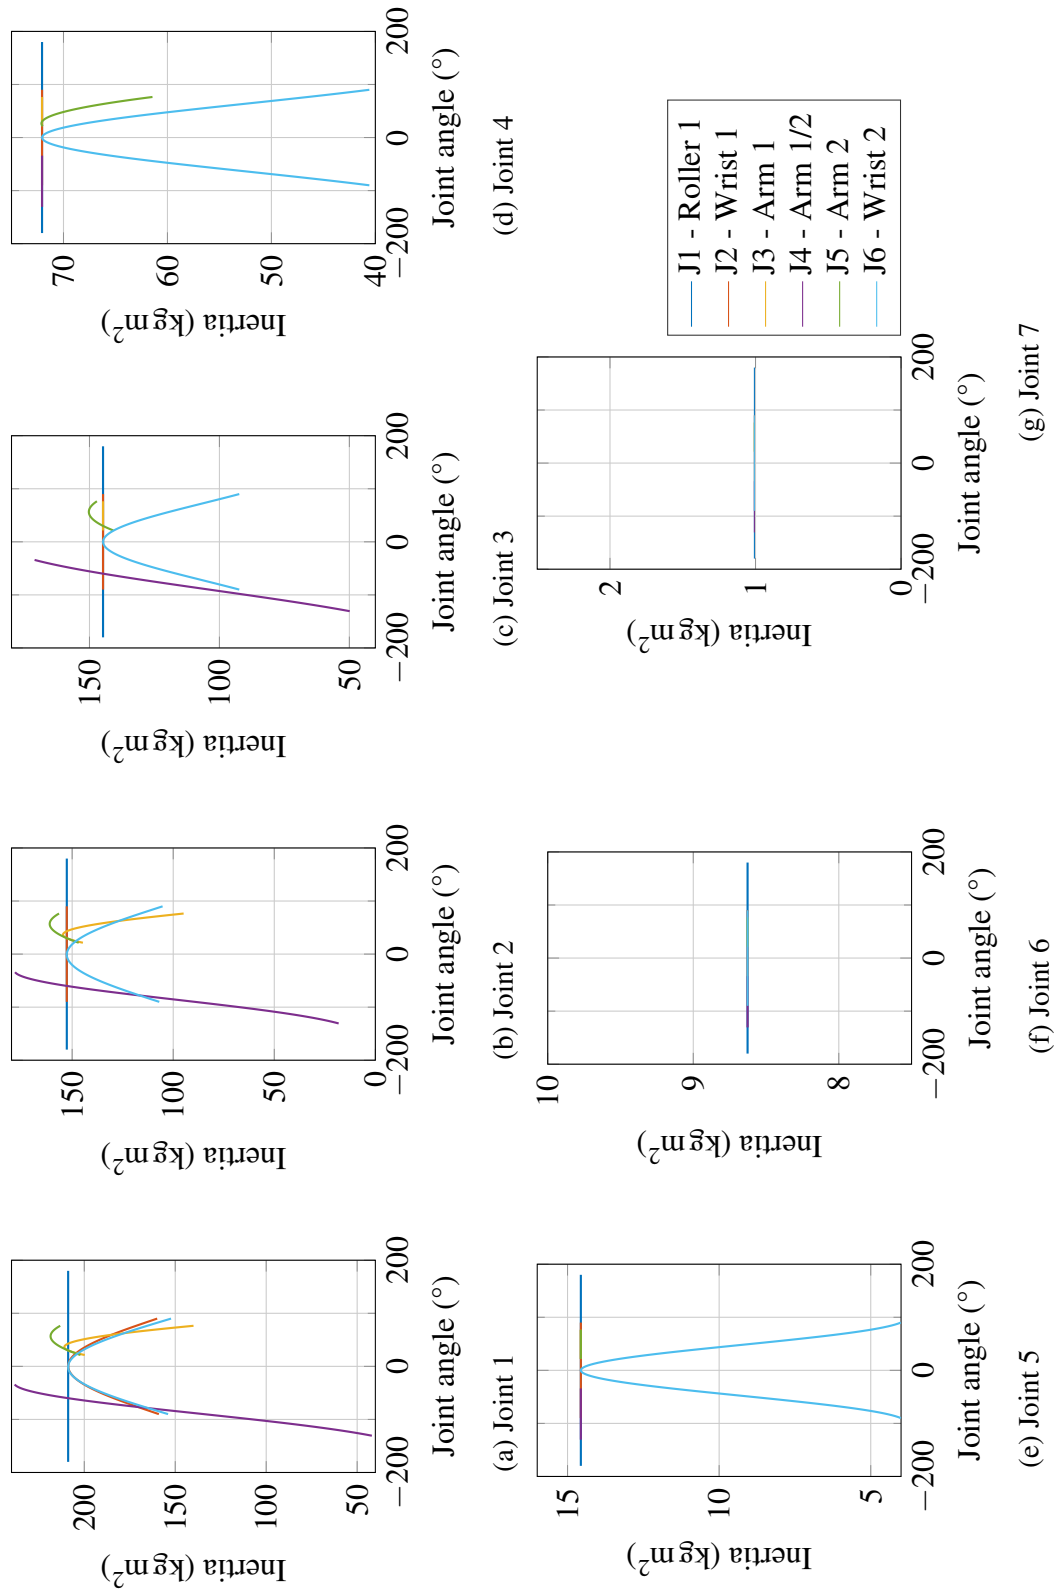 200
150
100
50
−200
0
200
Inertia (kg m²)
Joint angle (°)
(a) Joint 1
150
100
50
0
−200
0
200
Inertia (kg m²)
Joint angle (°)
(b) Joint 2
150
100
50
−200
0
200
Inertia (kg m²)
Joint angle (°)
(c) Joint 3
70
60
50
40
−200
0
200
Inertia (kg m²)
Joint angle (°)
(d) Joint 4
15
10
5
−200
0
200
Inertia (kg m²)
Joint angle (°)
(e) Joint 5
10
9
8
−200
0
200
Inertia (kg m²)
Joint angle (°)
(f) Joint 6
2
1
0
−200
0
200
Inertia (kg m²)
Joint angle (°)
(g) Joint 7
J1 - Roller 1
J2 - Wrist 1
J3 - Arm 1
J4 - Arm 1/2
J5 - Arm 2
J6 - Wrist 2